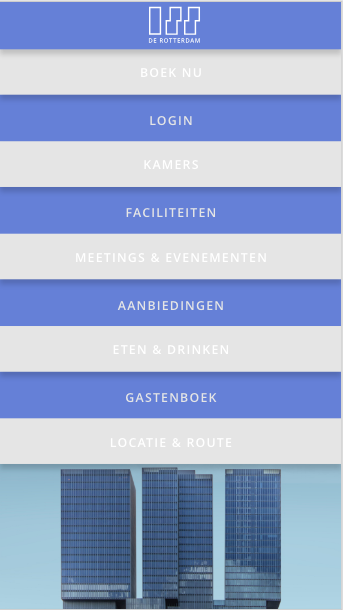 DE ROTTERDAM
BOEK NU
LOGIN
KAMERS
FACILITEITEN
MEETINGS & EVENEMENTEN
AANBIEDINGEN
ETEN & DRINKEN
GASTENBOEK
LOCATIE & ROUTE